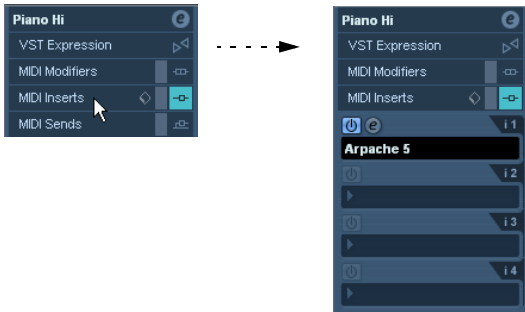 Piano Hi e
VST Expression
MIDI Modifiers
MIDI Inserts
MIDI Sends
Piano Hi e
VST Expression
MIDI Modifiers
MIDI Inserts
e i 1
Arpache 5
i 2
i 3
i 4